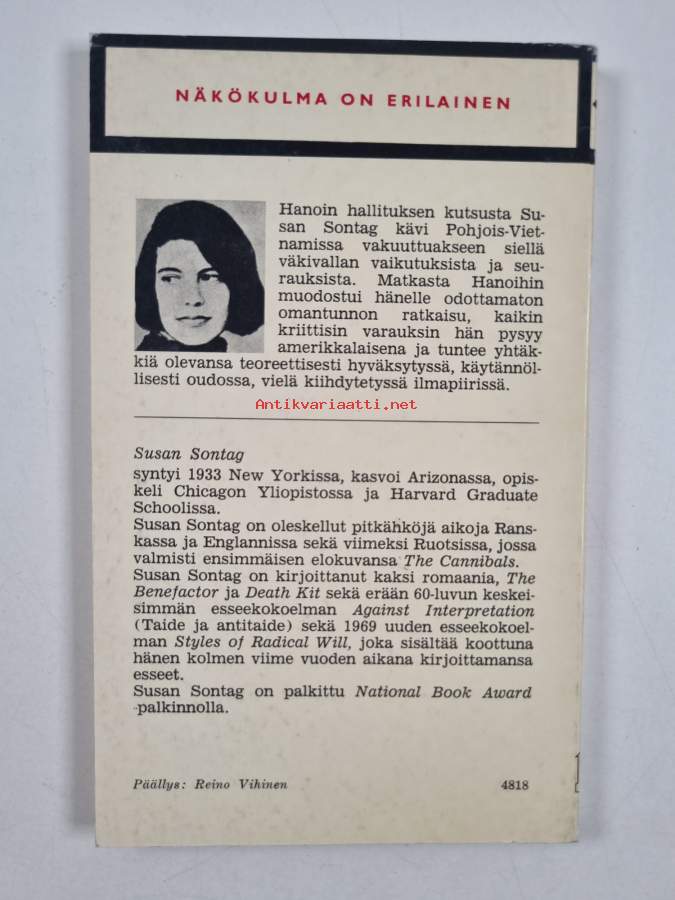 NÄKÖKULMA ON ERILAINEN
Hanoin hallituksen kutsusta Su-
san Sontag kävi Pohjois-Viet-
namissa vakuuttuakseen siellä
väkivallan vaikutuksista ja seu-
rauksista. Matkasta Hanoihin
muodostui hänelle odottamaton
omantunnon ratkaisu, kaikin
kriittisin varauksin hän pysyy
amerikkalaisena ja tuntee yhtäk-
kiä olevansa teoreettisesti hyväksytyssä, käytännöl-
lisesti oudossa, vielä kiihdytetyssä ilmapiirissä.
Antikvariaatti.net
Susan Sontag
syntyi 1933 New Yorkissa, kasvoi Arizonassa, opis-
keli Chicagon Yliopistossa ja Harvard Graduate
Schoolissa.
Susan Sontag on oleskellut pitkähköjä aikoja Rans-
kassa ja Englannissa sekä viimeksi Ruotsissa, jossa
valmisti ensimmäisen elokuvansa The Cannibals.
Susan Sontag on kirjoittanut kaksi romaania, The
Benefactor ja Death Kit sekä erään 60-luvun keskei-
simmän esseekokoelman Against Interpretation
(Taide ja antitaide) sekä 1969 uuden esseekokoel-
man Styles of Radical Will, joka sisältää koottuna
hänen kolmen viime vuoden aikana kirjoittamansa
esseet.
Susan Sontag on palkittu National Book Award
-palkinnolla.
Päällys: Reino Vihinen 4818